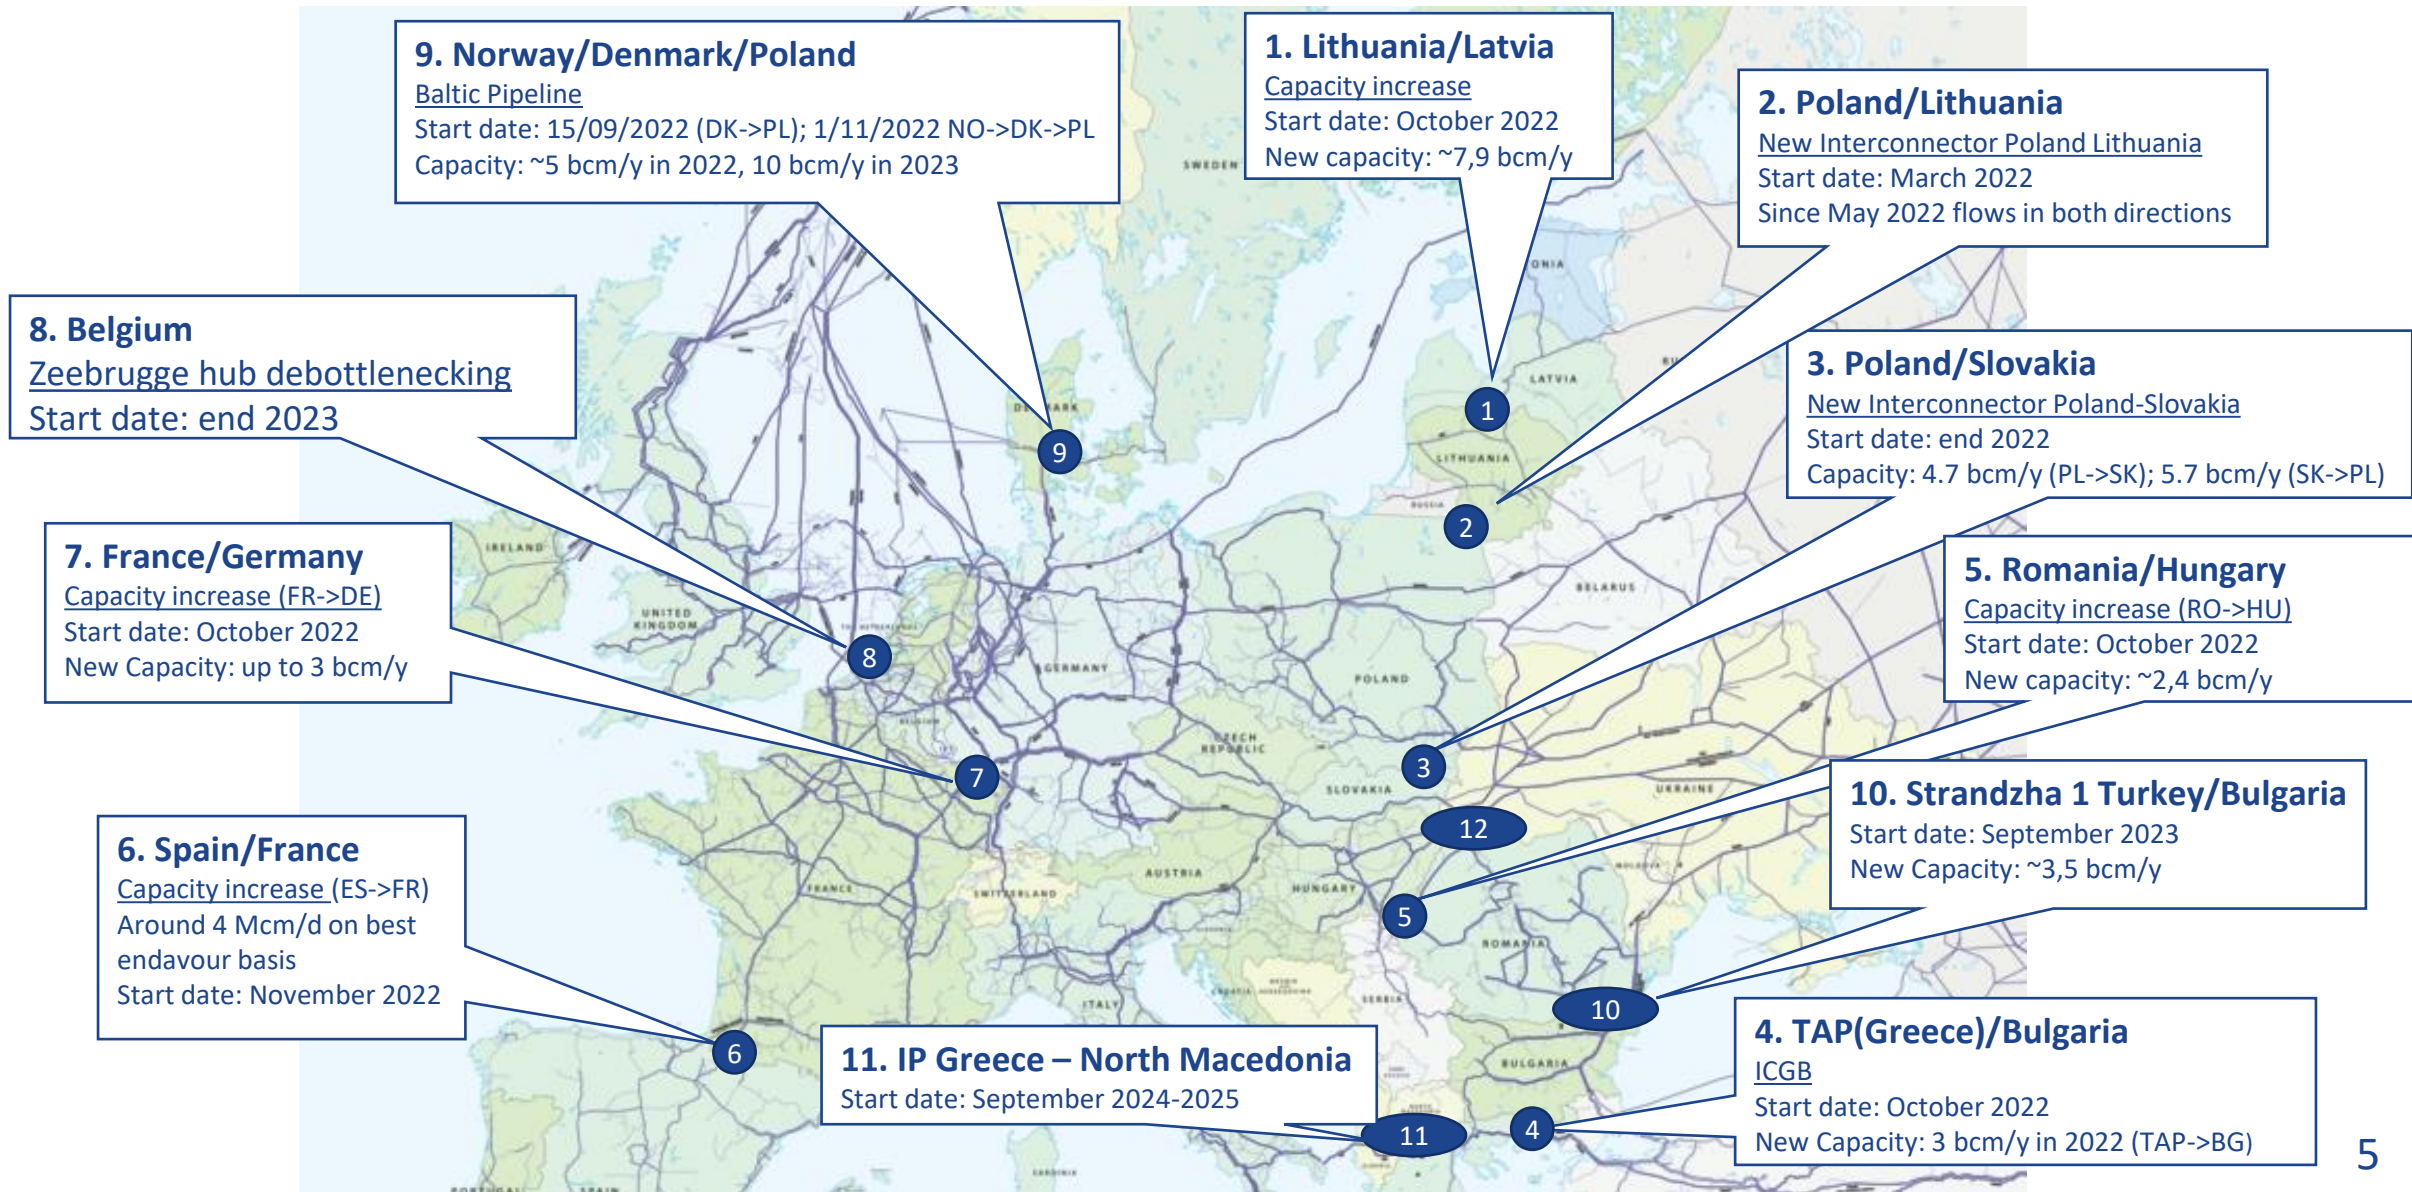 9. Norway/Denmark/Poland
Baltic Pipeline
Start date: 15/09/2022 (DK->PL); 1/11/2022 NO->DK->PL
Capacity: ~5 bcm/y in 2022, 10 bcm/y in 2023
1. Lithuania/Latvia
Capacity increase
Start date: October 2022
New capacity: ~7,9 bcm/y
2. Poland/Lithuania
New Interconnector Poland Lithuania
Start date: March 2022
Since May 2022 flows in both directions
8. Belgium
Zeebrugge hub debottlenecking
Start date: end 2023
3. Poland/Slovakia
New Interconnector Poland-Slovakia
Start date: end 2022
Capacity: 4.7 bcm/y (PL->SK); 5.7 bcm/y (SK->PL)
7. France/Germany
Capacity increase (FR->DE)
Start date: October 2022
New Capacity: up to 3 bcm/y
5. Romania/Hungary
Capacity increase (RO->HU)
Start date: October 2022
New capacity: ~2,4 bcm/y
6. Spain/France
Capacity increase (ES->FR)
Around 4 Mcm/d on best
endavour basis
Start date: November 2022
10. Strandzha 1 Turkey/Bulgaria
Start date: September 2023
New Capacity: ~3,5 bcm/y
11. IP Greece – North Macedonia
Start date: September 2024-2025
4. TAP(Greece)/Bulgaria
ICGB
Start date: October 2022
New Capacity: 3 bcm/y in 2022 (TAP->BG)
SWEDEN
LATVIA
1
9
LITHUANIA
RUSSIA
2
IRELAND
BELARUS
UNITED
KINGDOM
8
GERMANY
POLAND
BELGIUM
CZECH
REPUBLIC
7
3
SLOVAKIA
UKRAINE
12
AUSTRIA
FRANCE
SWITZERLAND
HUNGARY
MOLDOVA
5
ROMANIA
SERBIA
ITALY
10
6
BULGARIA
11
4
SARDINIA
PORTUGAL
SPAIN
5